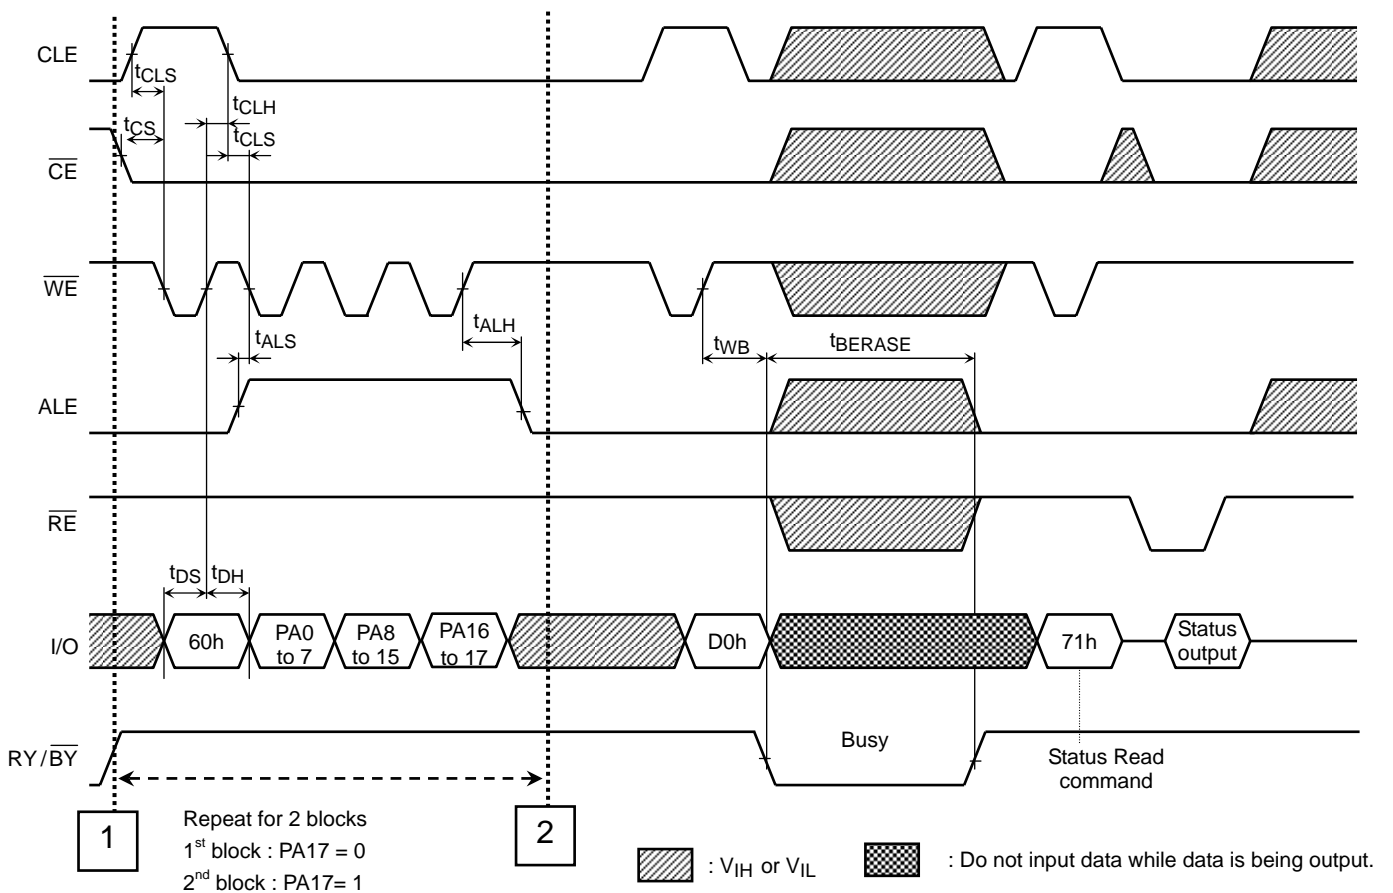 CLE
tCLS
tCLH
tCS
tCLS
CE
WE
tALS
tALH
tWB
tBERASE
ALE
RE
tDS
tDH
I/O
60h
PA0
to 7
PA8
to 15
PA16
to 17
D0h
71h
Status
output
RY/BY
Busy
Status Read
command
1
2
Repeat for 2 blocks
1st block : PA17 = 0
2nd block : PA17= 1
: VIH or VIL
: Do not input data while data is being output.